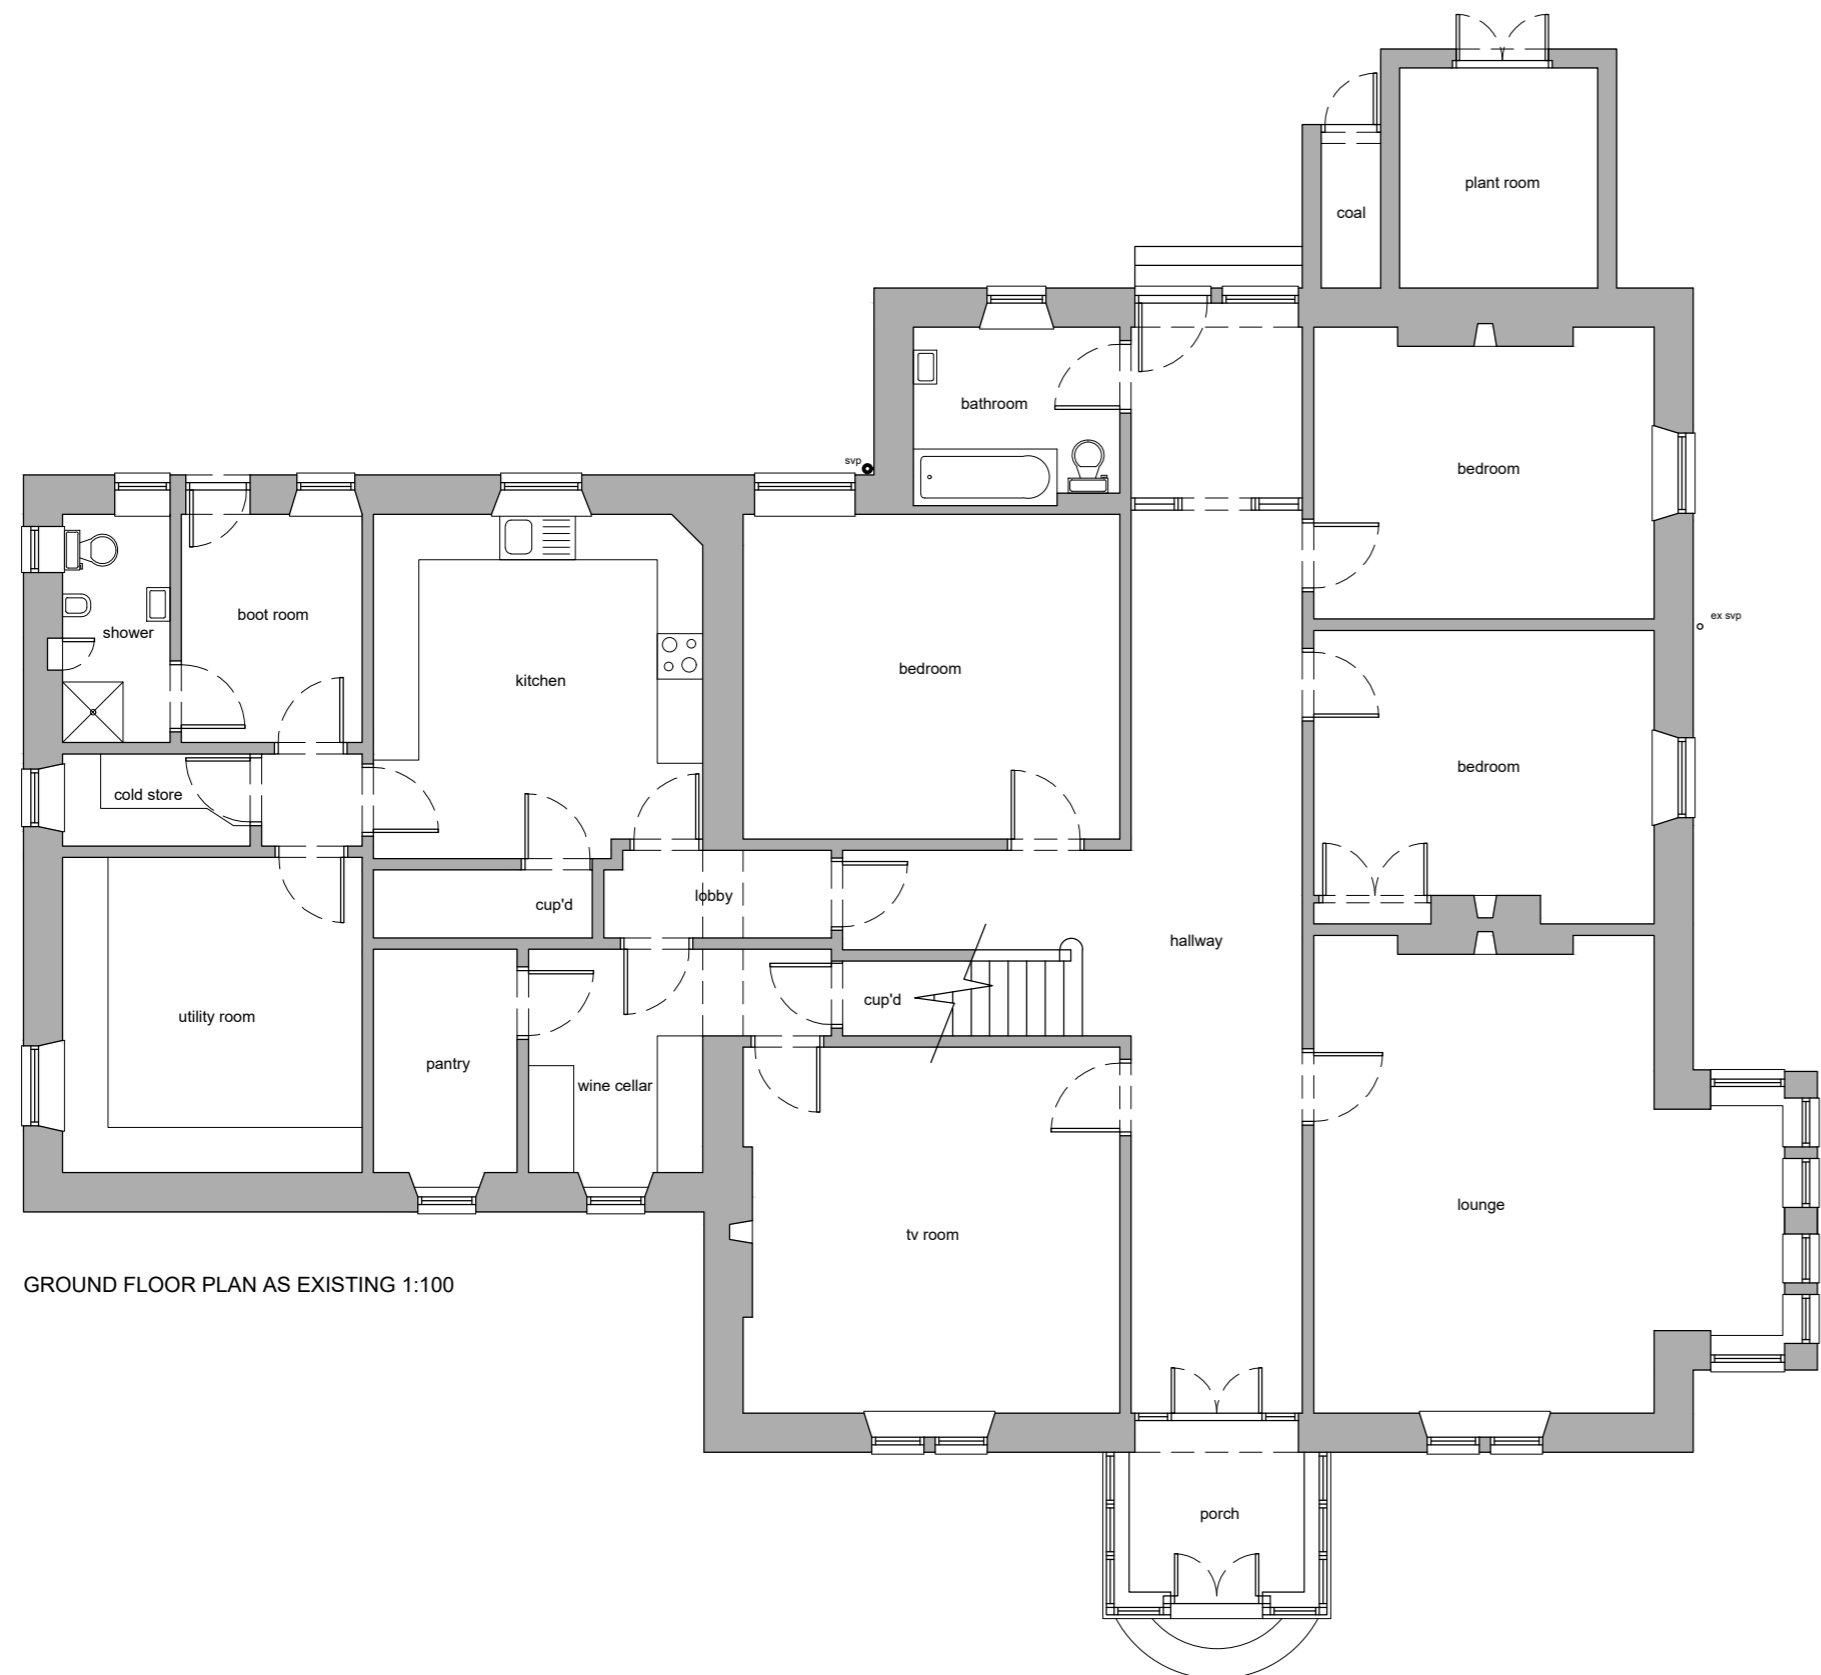 plant room
coal
bathroom
svp
bedroom
boot room
ex svp
shower
bedroom
kitchen
bedroom
cold store
lobby
cup'd
hallway
cup'd
utility room
pantry
wine cellar
lounge
tv room
GROUND FLOOR PLAN AS EXISTING 1:100
porch